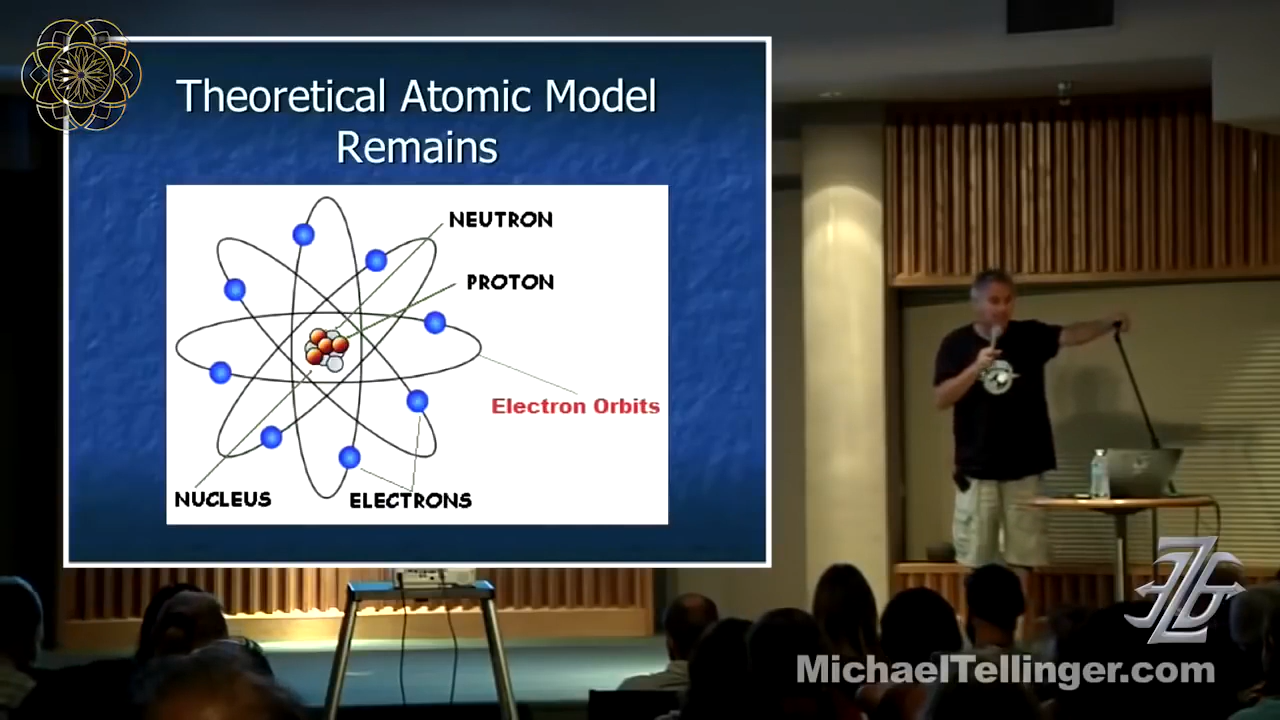 Theoretical Atomic Model
Remains
NEUTRON
PROTON
Electron Orbits
NUCLEUS
ELECTRONS
MichaelTellinger.com